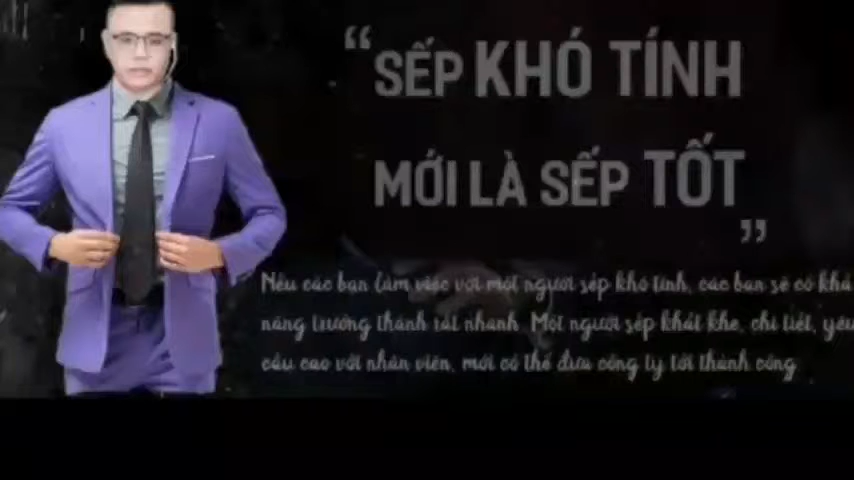 “SẾP KHÓ TÍNH
MỚI LÀ SẾP TỐT”
Nếu các bạn làm việc với một người sếp khó tính, các bạn sẽ có khả
năng trưởng thành rất nhanh. Một người sếp khắt khe, chi tiết, yêu
cầu cao với nhân viên, mới có thể đưa công ty tới thành công